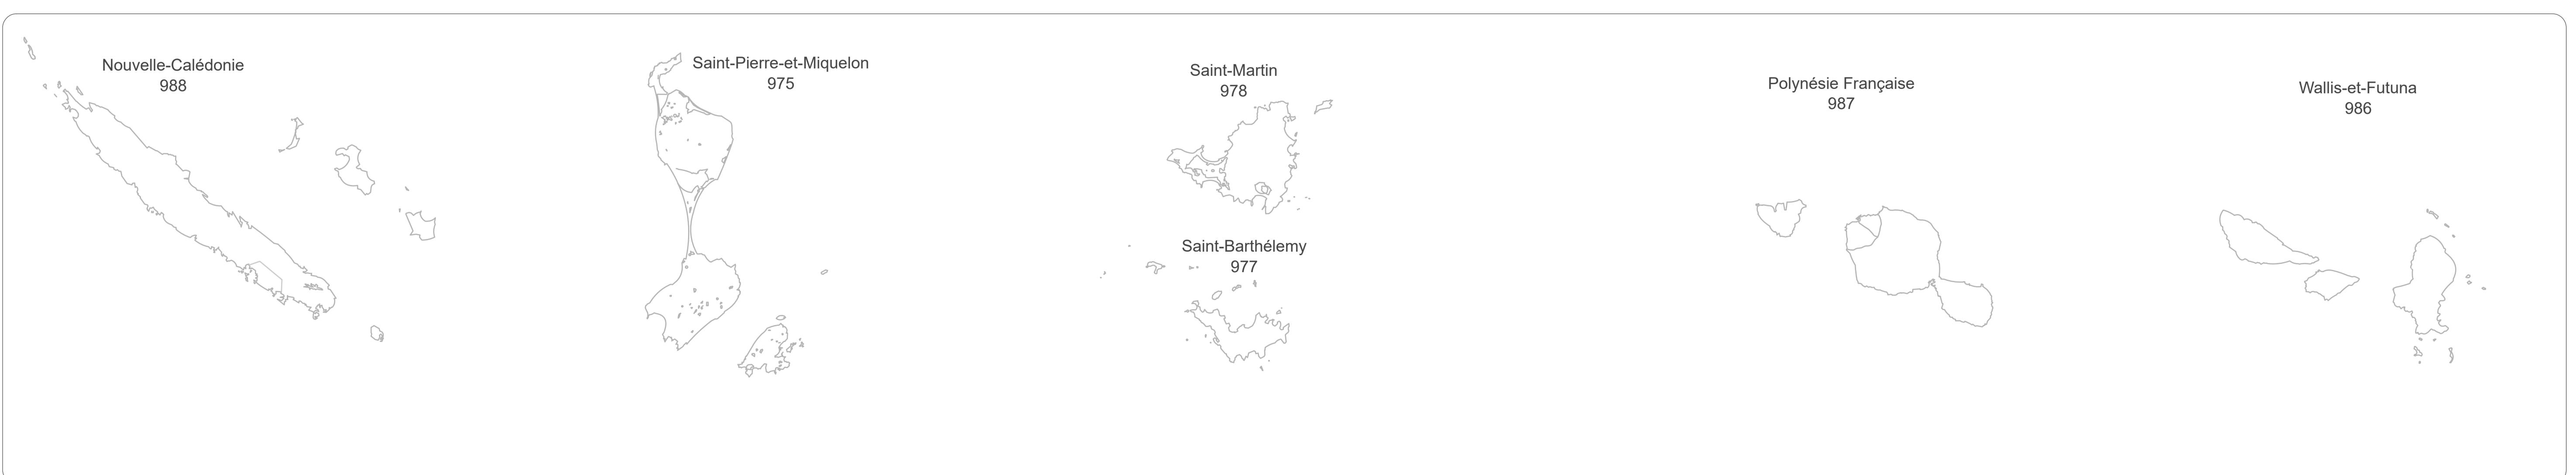 Nouvelle-Calédonie
988
Saint-Pierre-et-Miquelon
975
Saint-Martin
978
Saint-Barthélemy
977
Polynésie Française
987
Wallis-et-Futuna
986